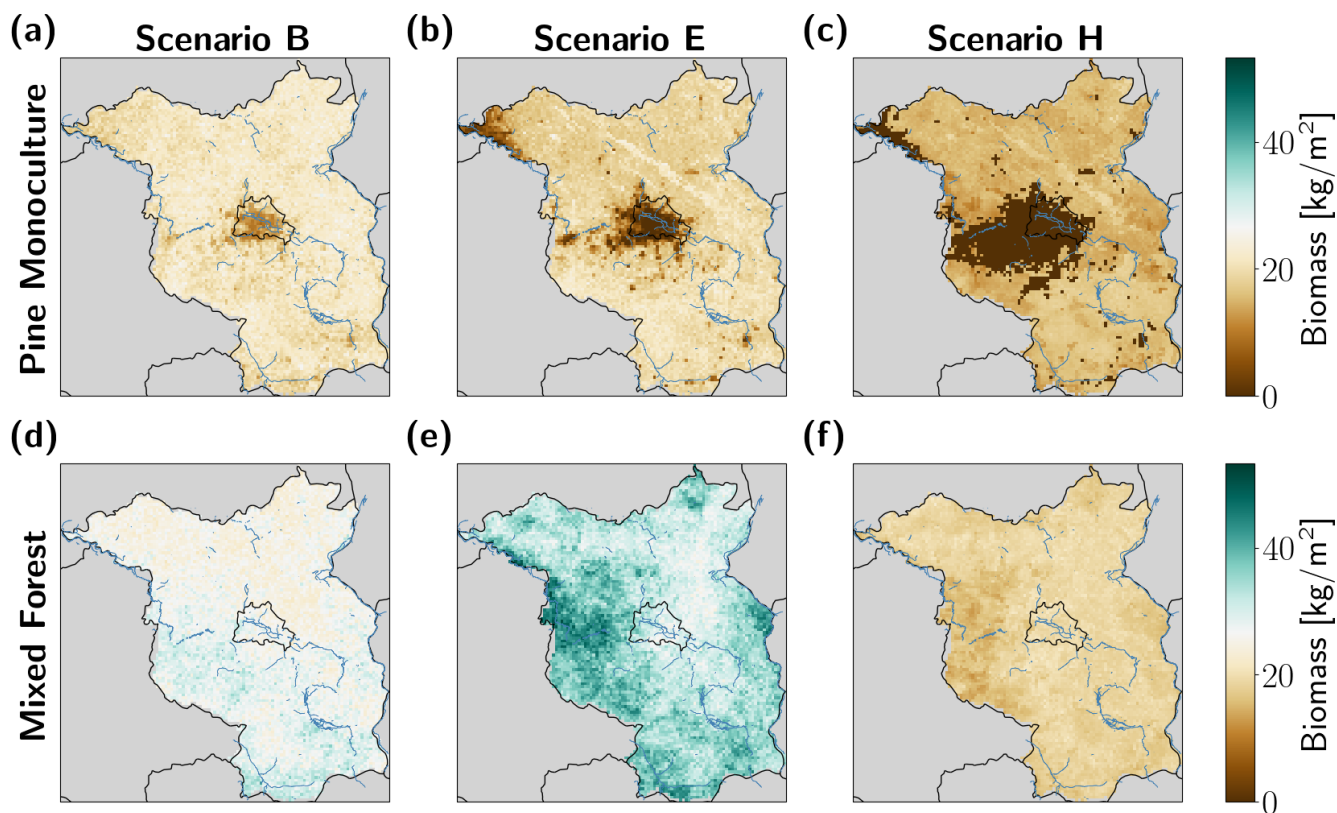 (a) Scenario B (b) Scenario E (c) Scenario H
Pine Monoculture
40
20
0
Biomass [kg/m²]
(d) (e) (f)
Mixed Forest
40
20
0
Biomass [kg/m²]